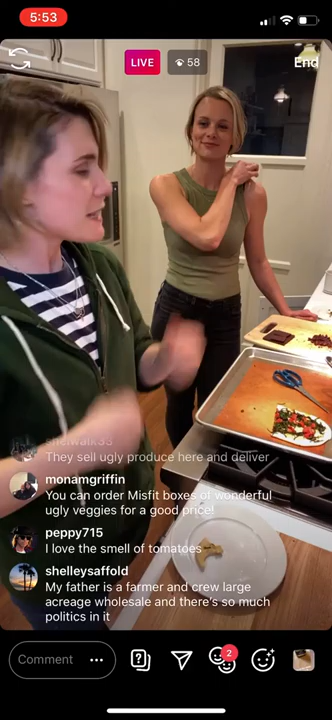 5:53
LIVE
58
End
They sell ugly produce here and deliver
monamgriffin
You can order Misfit boxes of wonderful
ugly veggies for a good price!
peppy715
I love the smell of tomatoes
shelleysaffold
My father is a farmer and crew large
acreage wholesale and there's so much
politics in it
Comment
2